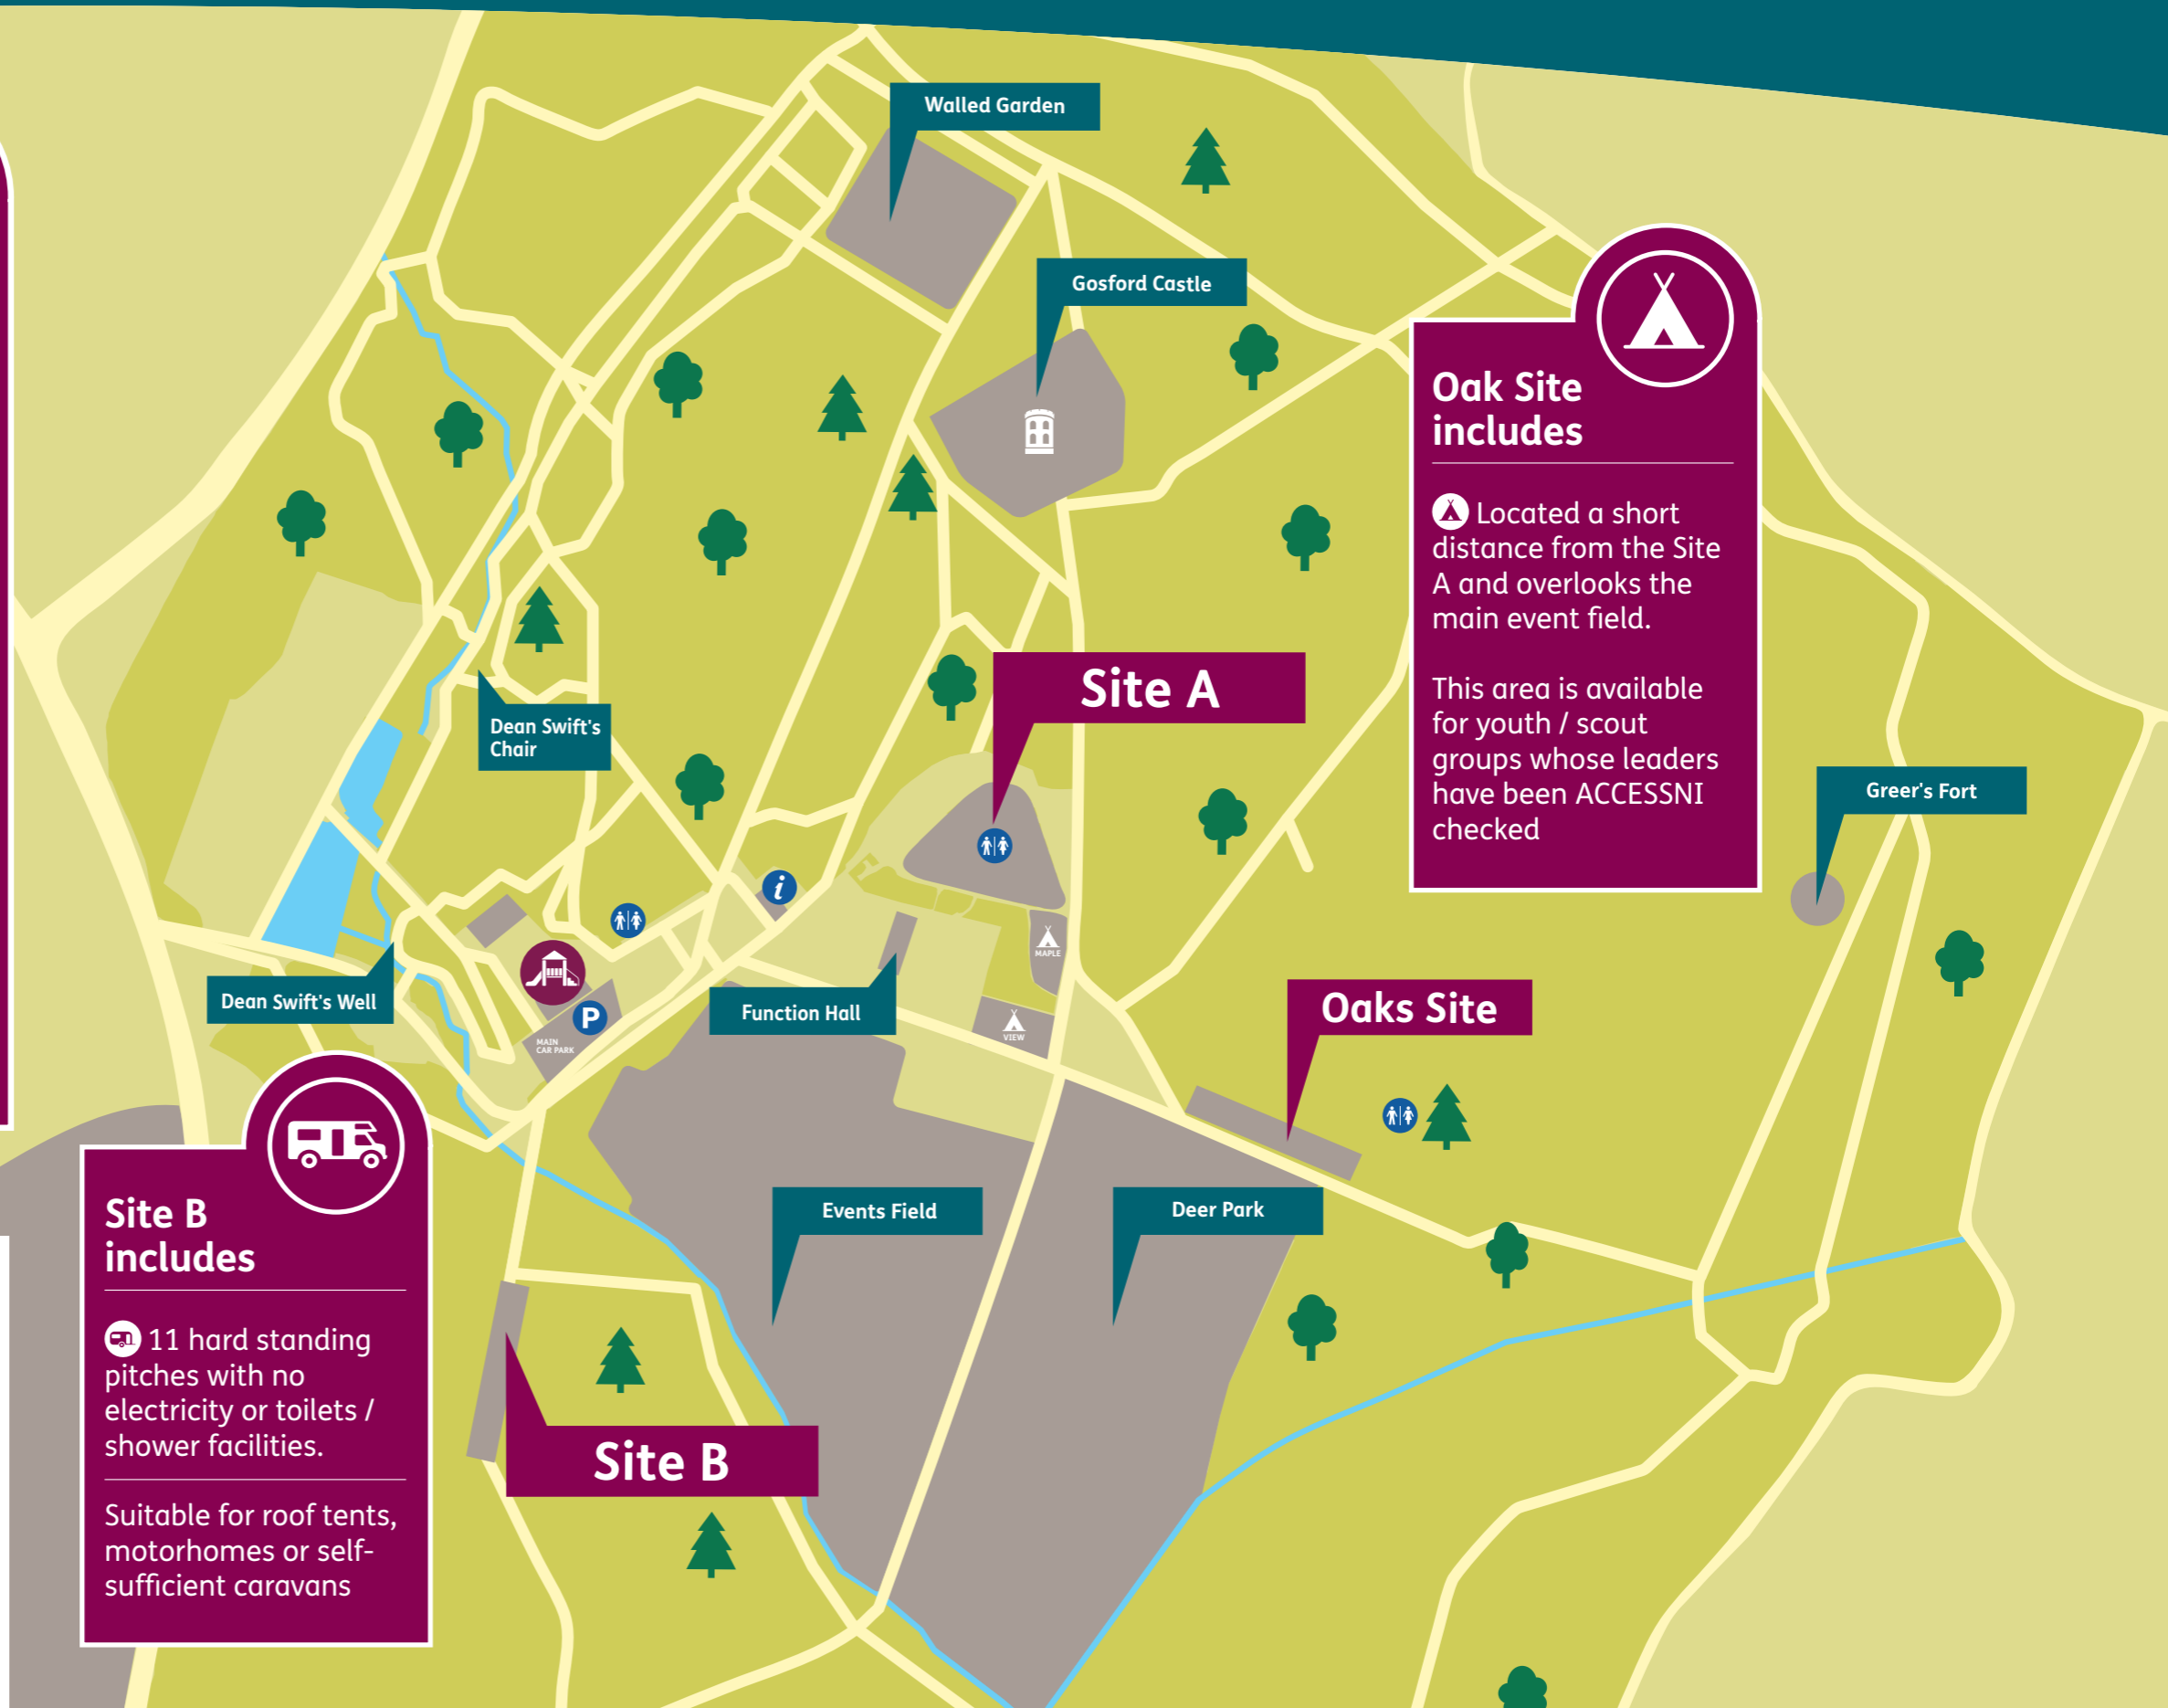 Walled Garden
Gosford Castle
Oak Site
includes
Located a short
distance from the Site
A and overlooks the
main event field.
This area is available
for youth / scout
groups whose leaders
have been ACCESSNI
checked
Site A
Dean Swift's
Chair
Greer's Fort
i
MAPLE
Dean Swift's Well
Function Hall
P
MAIN
CAR PARK
VIEW
Oaks Site
Events Field
Deer Park
Site B
includes
11 hard standing
pitches with no
electricity or toilets /
shower facilities.
Suitable for roof tents,
motorhomes or self-
sufficient caravans
Site B